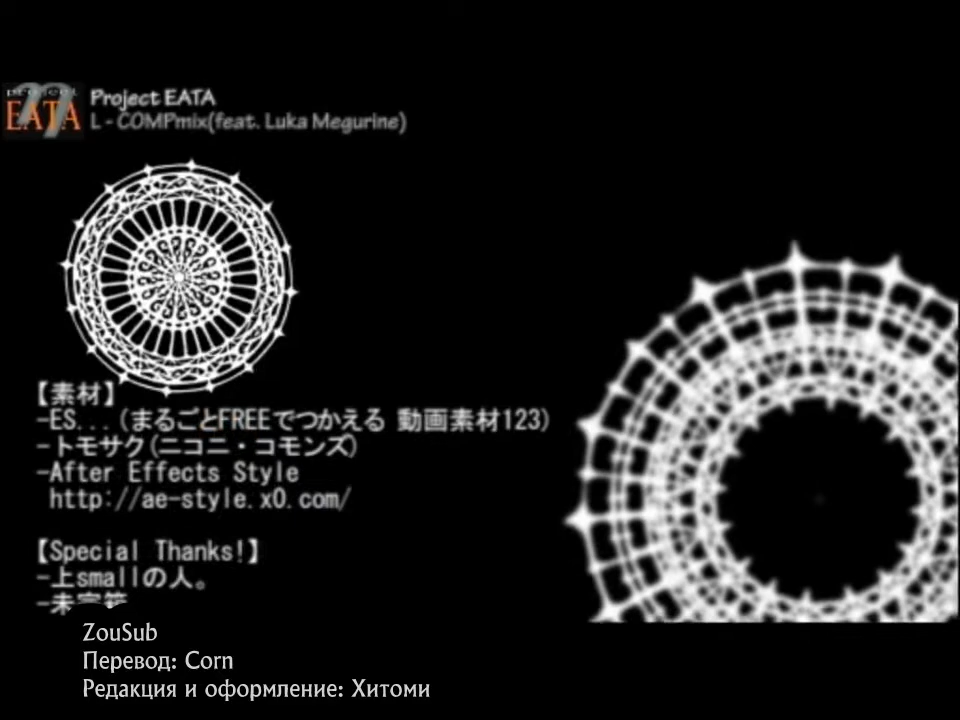 project
EATA
Project EATA
L - COMPmix(feat. Luka Megurine)
【素材】
-ES...(まるごとFREEでつかえる 動画素材123)
-トモサク(ニコニ・コモンズ)
-After Effects Style
http://ae-style.x0.com/
【Special Thanks!】
-上smallの人。
ZouSub
Перевод: Corn
Редакция и оформление: Хитоми